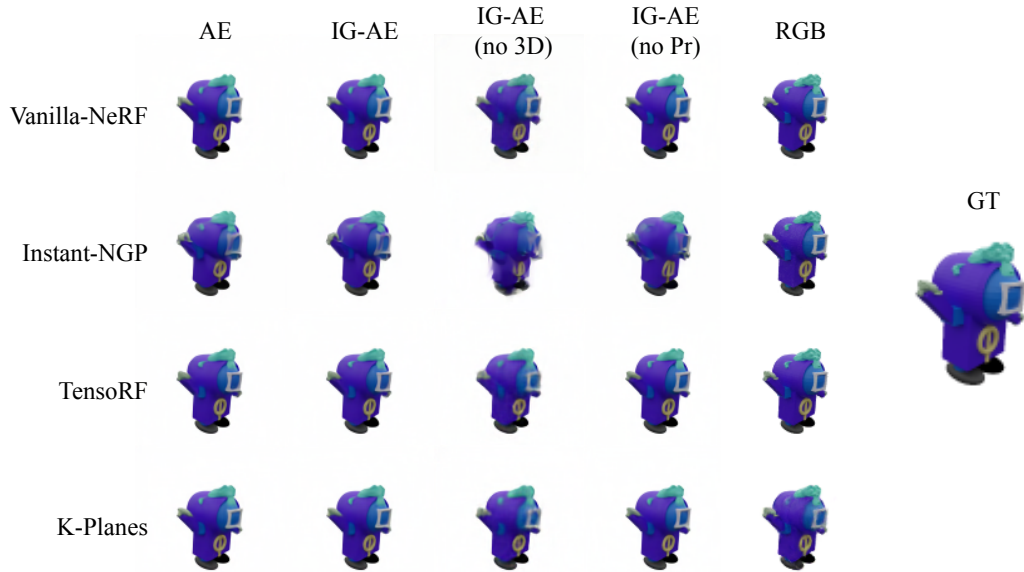 AE
IG-AE
IG-AE
(no 3D)
IG-AE
(no Pr)
RGB
Vanilla-NeRF
Instant-NGP
GT
TensoRF
K-Planes